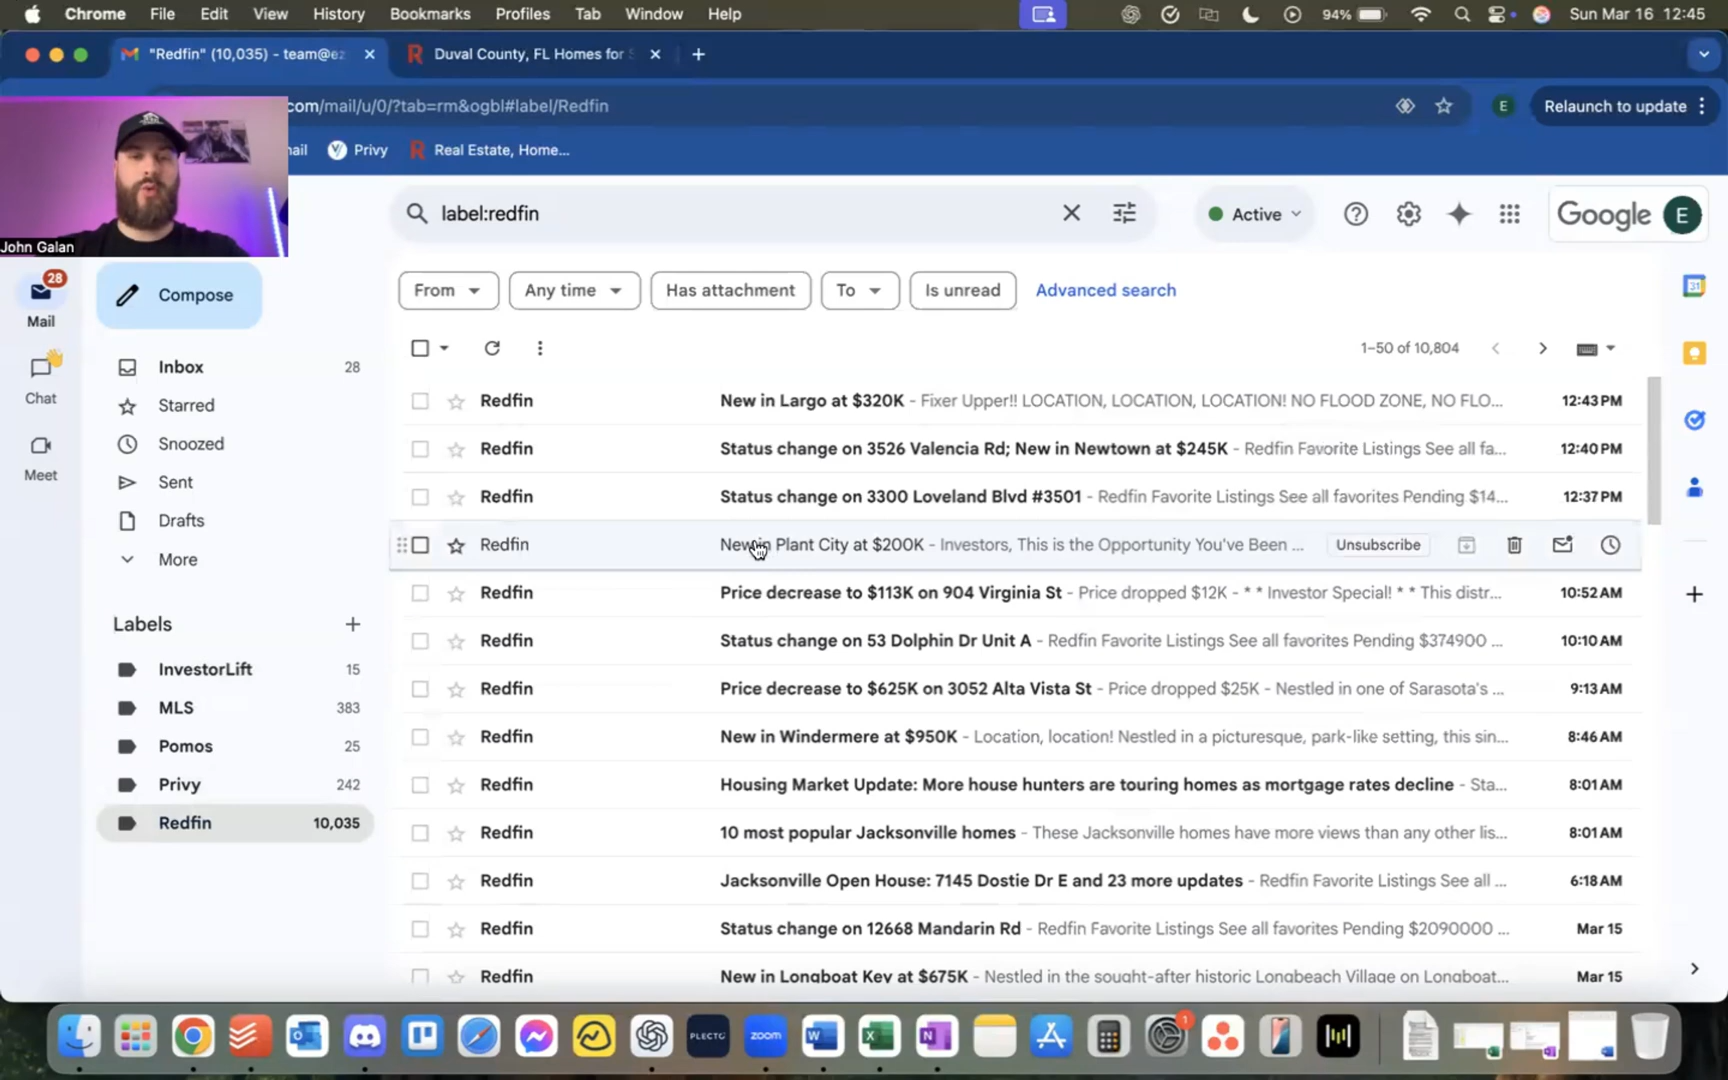 Chrome File Edit View History Bookmarks Profiles Tab Window Help 94% Sun Mar 16 12:45
"Redfin" (10,035) - team@ez Duval County, FL Homes for S
com/mail/u/0/?tab=rm&ogbl#label/Redfin E Relaunch to update
ail Privy Real Estate, Home...
John Galan
label:redfin Active Google E
28
Mail
Chat
Meet
Compose
Inbox 28
Starred
Snoozed
Sent
Drafts
More
Labels
InvestorLift 15
MLS 383
Pomos 25
Privy 242
Redfin 10,035
From Any time Has attachment To Is unread Advanced search
1–50 of 10,804
Redfin New in Largo at $320K - Fixer Upper!! LOCATION, LOCATION, LOCATION! NO FLOOD ZONE, NO FLO... 12:43 PM
Redfin Status change on 3526 Valencia Rd; New in Newtown at $245K - Redfin Favorite Listings See all fa... 12:40 PM
Redfin Status change on 3300 Loveland Blvd #3501 - Redfin Favorite Listings See all favorites Pending $14... 12:37 PM
Redfin New in Plant City at $200K - Investors, This is the Opportunity You've Been ... Unsubscribe
Redfin Price decrease to $113K on 904 Virginia St - Price dropped $12K - * * Investor Special! * * This distr... 10:52 AM
Redfin Status change on 53 Dolphin Dr Unit A - Redfin Favorite Listings See all favorites Pending $374900 ... 10:10 AM
Redfin Price decrease to $625K on 3052 Alta Vista St - Price dropped $25K - Nestled in one of Sarasota's ... 9:13 AM
Redfin New in Windermere at $950K - Location, location! Nestled in a picturesque, park-like setting, this sin... 8:46 AM
Redfin Housing Market Update: More house hunters are touring homes as mortgage rates decline - Sta... 8:01 AM
Redfin 10 most popular Jacksonville homes - These Jacksonville homes have more views than any other lis... 8:01 AM
Redfin Jacksonville Open House: 7145 Dostie Dr E and 23 more updates - Redfin Favorite Listings See all ... 6:18 AM
Redfin Status change on 12668 Mandarin Rd - Redfin Favorite Listings See all favorites Pending $2090000 ... Mar 15
Redfin New in Longboat Key at $675K - Nestled in the sought-after historic Longbeach Village on Longboat... Mar 15
31
PLECTO zoom 1